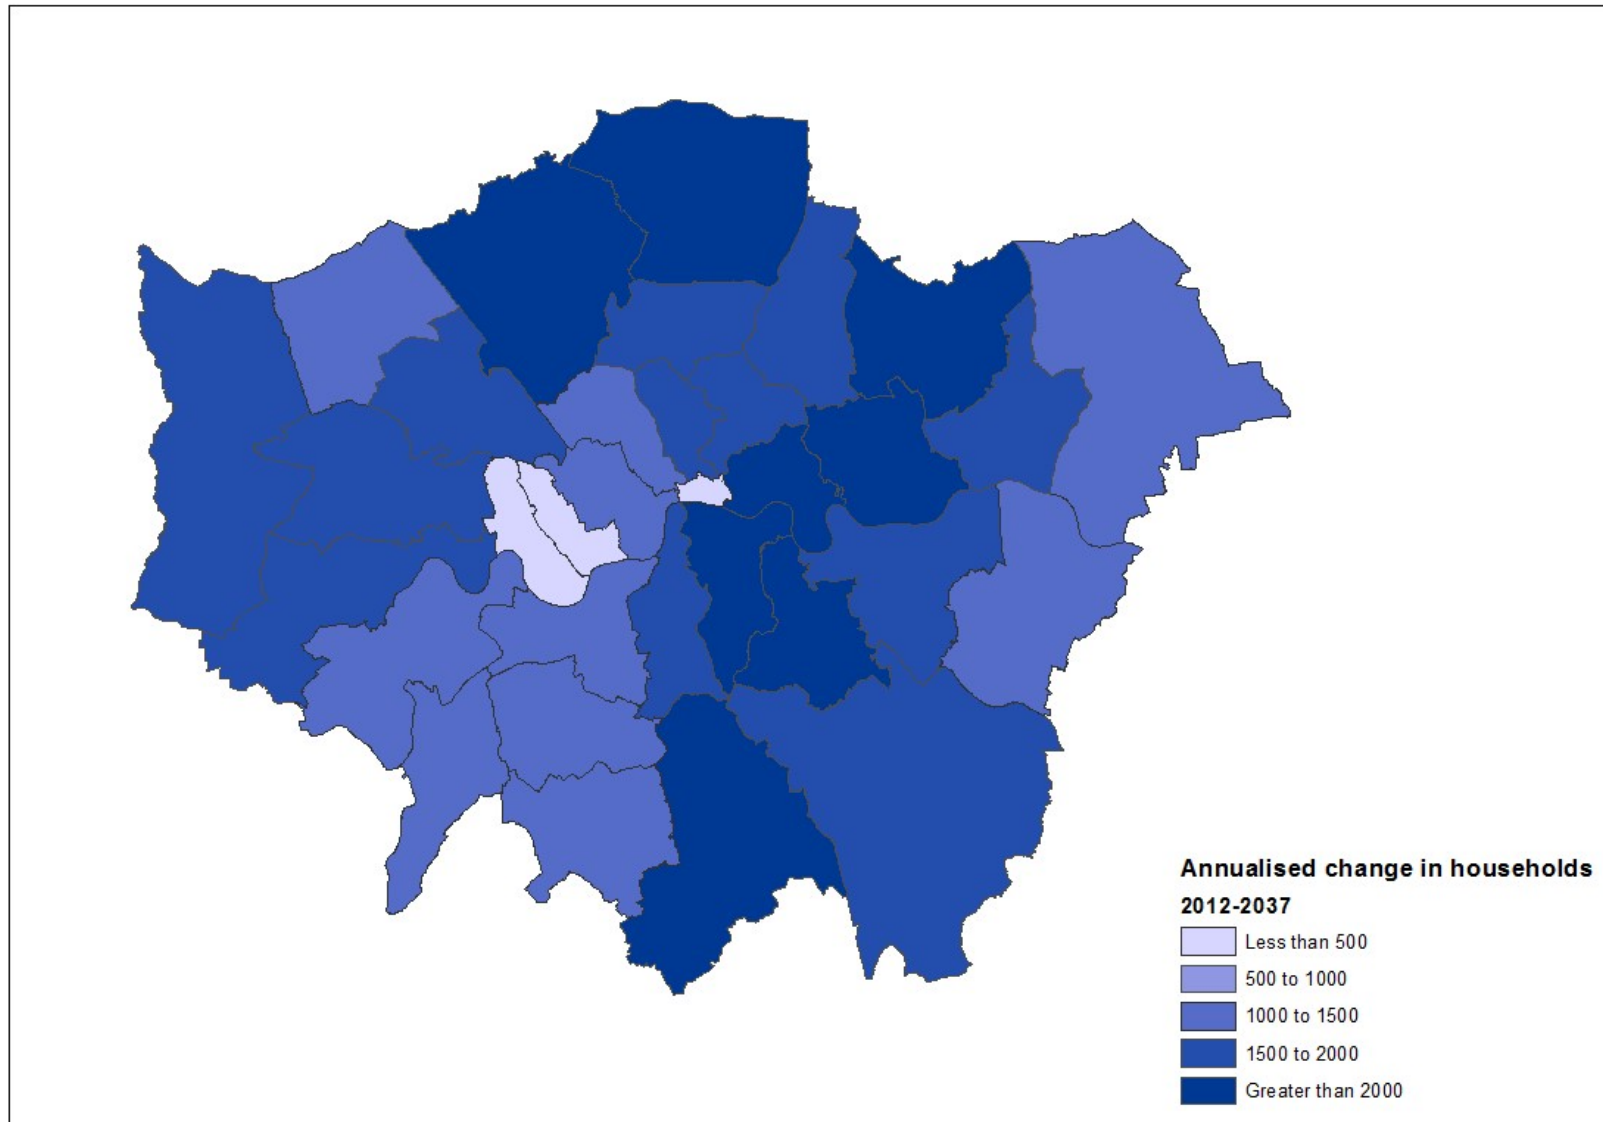 Annualised change in households
2012-2037
Less than 500
500 to 1000
1000 to 1500
1500 to 2000
Greater than 2000